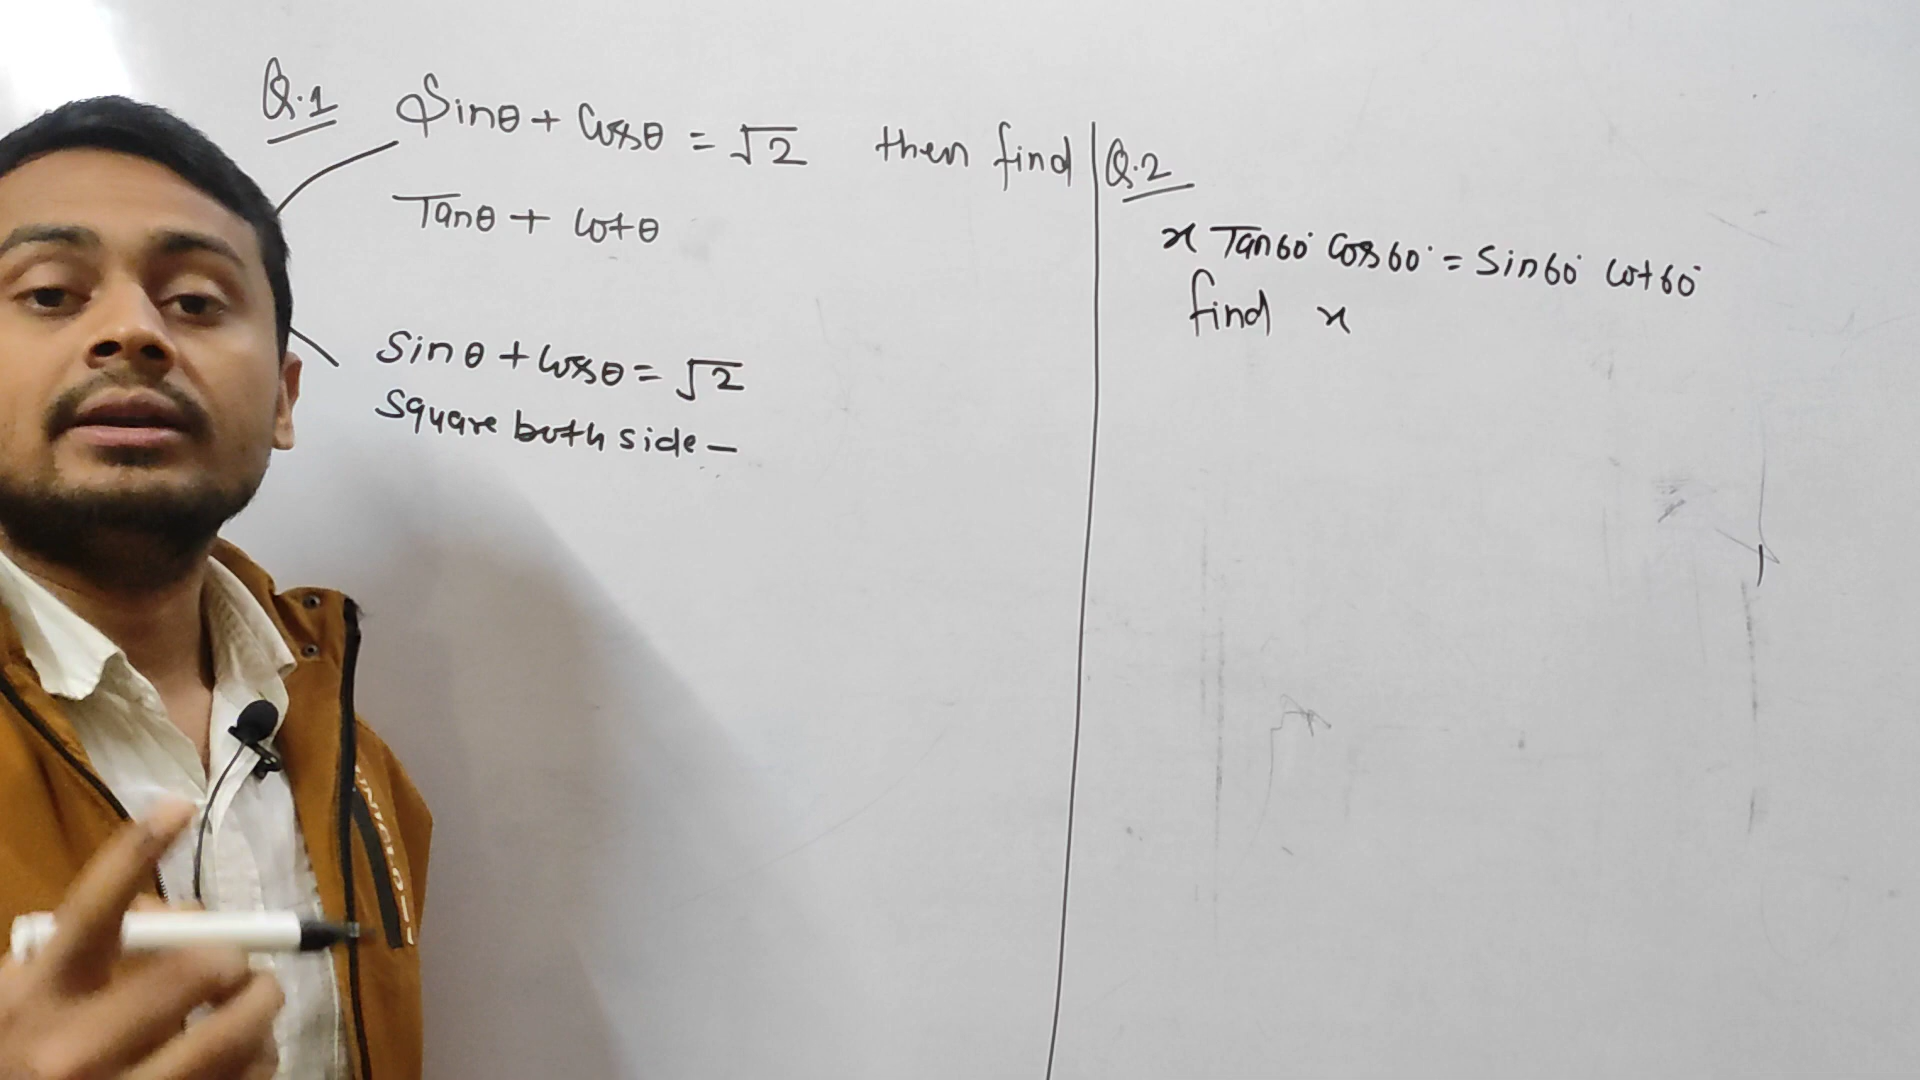 Q.1 Sinθ + Cosθ = √2 then find
Tanθ + Cotθ
Sinθ + Cosθ = √2
Square both side –
Q.2
x Tan60° Cos60° = Sin60° Cot60°
find x